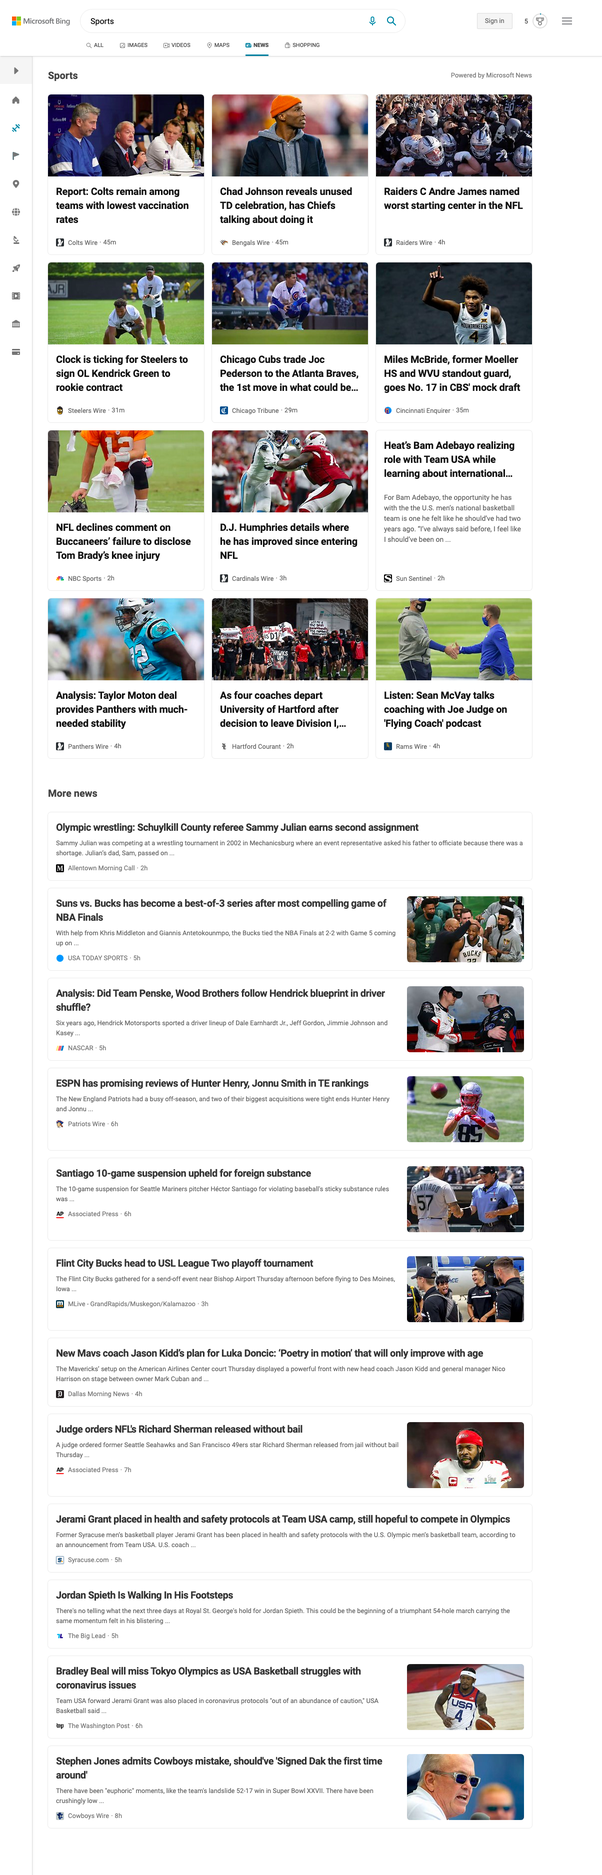 Microsoft Bing
Sports
Sign in
5
ALL
IMAGES
VIDEOS
MAPS
NEWS
SHOPPING
Sports
Powered by Microsoft News
Report: Colts remain among
teams with lowest vaccination
rates
Colts Wire · 45m
Chad Johnson reveals unused
TD celebration, has Chiefs
talking about doing it
Bengals Wire · 45m
Raiders C Andre James named
worst starting center in the NFL
Raiders Wire · 4h
Clock is ticking for Steelers to
sign OL Kendrick Green to
rookie contract
Steelers Wire · 31m
Chicago Cubs trade Joc
Pederson to the Atlanta Braves,
the 1st move in what could be...
Chicago Tribune · 29m
Miles McBride, former Moeller
HS and WVU standout guard,
goes No. 17 in CBS' mock draft
Cincinnati Enquirer · 35m
NFL declines comment on
Buccaneers' failure to disclose
Tom Brady's knee injury
NBC Sports · 2h
D.J. Humphries details where
he has improved since entering
NFL
Cardinals Wire · 3h
Heat's Bam Adebayo realizing
role with Team USA while
learning about international...
For Bam Adebayo, the opportunity he has
with the the U.S. men's national basketball
team is one he felt like he should've had two
years ago. "I've always said before, I feel like
I should've been on ...
Sun Sentinel · 2h
Analysis: Taylor Moton deal
provides Panthers with much-
needed stability
Panthers Wire · 4h
As four coaches depart
University of Hartford after
decision to leave Division I,...
Hartford Courant · 2h
Listen: Sean McVay talks
coaching with Joe Judge on
'Flying Coach' podcast
Rams Wire · 4h
More news
Olympic wrestling: Schuylkill County referee Sammy Julian earns second assignment
Sammy Julian was competing at a wrestling tournament in 2002 in Mechanicsburg where an event representative asked his father to officiate because there was a
shortage. Julian's dad, Sam, passed on ...
Allentown Morning Call · 2h
Suns vs. Bucks has become a best-of-3 series after most compelling game of
NBA Finals
With help from Khris Middleton and Giannis Antetokounmpo, the Bucks tied the NBA Finals at 2-2 with Game 5 coming
up on ...
USA TODAY SPORTS · 5h
BUCKS
22
Analysis: Did Team Penske, Wood Brothers follow Hendrick blueprint in driver
shuffle?
Six years ago, Hendrick Motorsports sported a driver lineup of Dale Earnhardt Jr., Jeff Gordon, Jimmie Johnson and
Kasey ...
NASCAR · 5h
ESPN has promising reviews of Hunter Henry, Jonnu Smith in TE rankings
The New England Patriots had a busy off-season, and two of their biggest acquisitions were tight ends Hunter Henry
and Jonnu ...
Patriots Wire · 6h
85
Santiago 10-game suspension upheld for foreign substance
The 10-game suspension for Seattle Mariners pitcher Héctor Santiago for violating baseball's sticky substance rules
was ...
AP Associated Press · 6h
57
Flint City Bucks head to USL League Two playoff tournament
The Flint City Bucks gathered for a send-off event near Bishop Airport Thursday afternoon before flying to Des Moines,
Iowa ...
MLive - GrandRapids/Muskegon/Kalamazoo · 3h
New Mavs coach Jason Kidd's plan for Luka Doncic: 'Poetry in motion' that will only improve with age
The Mavericks' setup on the American Airlines Center court Thursday displayed a powerful front with new head coach Jason Kidd and general manager Nico
Harrison on stage between owner Mark Cuban and ...
Dallas Morning News · 4h
Judge orders NFL's Richard Sherman released without bail
A judge ordered former Seattle Seahawks and San Francisco 49ers star Richard Sherman released from jail without bail
Thursday ...
AP Associated Press · 7h
Jerami Grant placed in health and safety protocols at Team USA camp, still hopeful to compete in Olympics
Former Syracuse men's basketball player Jerami Grant has been placed in health and safety protocols with the U.S. Olympic men's basketball team, according to
an announcement from Team USA. U.S. coach ...
Syracuse.com · 5h
Jordan Spieth Is Walking In His Footsteps
There's no telling what the next three days at Royal St. George's hold for Jordan Spieth. This could be the beginning of a triumphant 54-hole march carrying the
same momentum felt in his blistering ...
The Big Lead · 5h
Bradley Beal will miss Tokyo Olympics as USA Basketball struggles with
coronavirus issues
Team USA forward Jerami Grant was also placed in coronavirus protocols "out of an abundance of caution," USA
Basketball said ...
wp The Washington Post · 6h
USA
4
Stephen Jones admits Cowboys mistake, should've 'Signed Dak the first time
around'
There have been "euphoric" moments, like the team's landslide 52-17 win in Super Bowl XXVII. There have been
crushingly low ...
Cowboys Wire · 8h